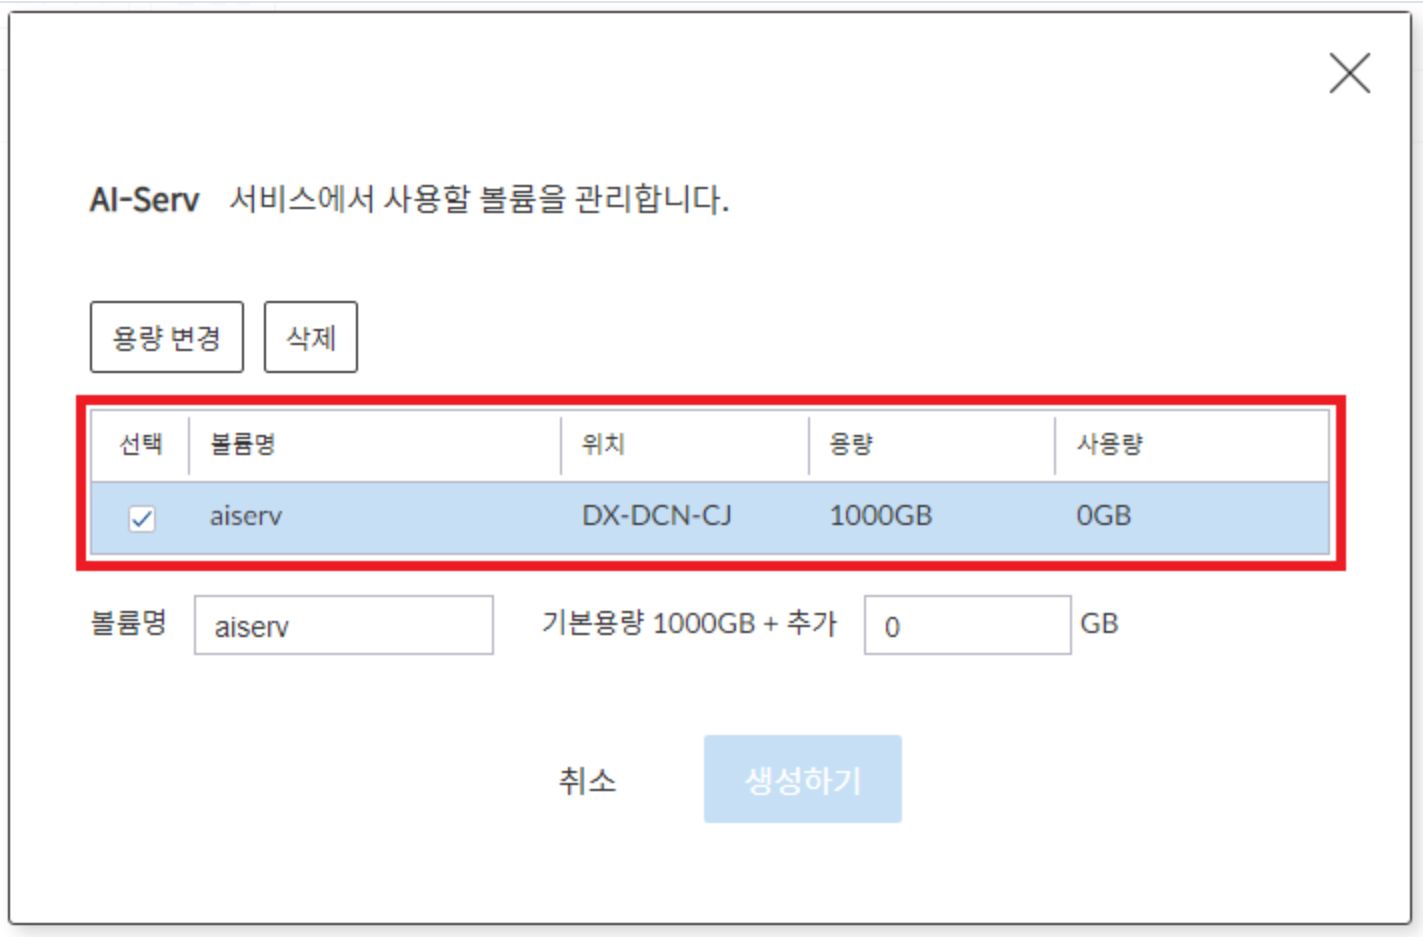 AI-Serv 서비스에서 사용할 볼륨을 관리합니다.
용량 변경 삭제
선택 볼륨명 위치 용량 사용량
aiserv DX-DCN-CJ 1000GB 0GB
볼륨명 aiserv 기본용량 1000GB + 추가 0 GB
취소 생성하기